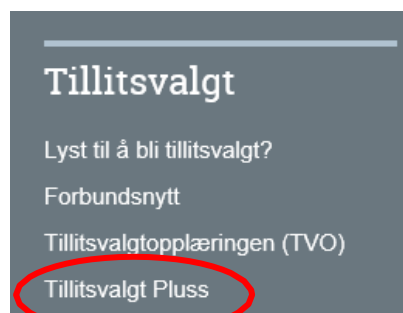 Tillitsvalgt
Lyst til å bli tillitsvalgt?
Forbundsnytt
Tillitsvalgtopplæringen (TVO)
Tillitsvalgt Pluss